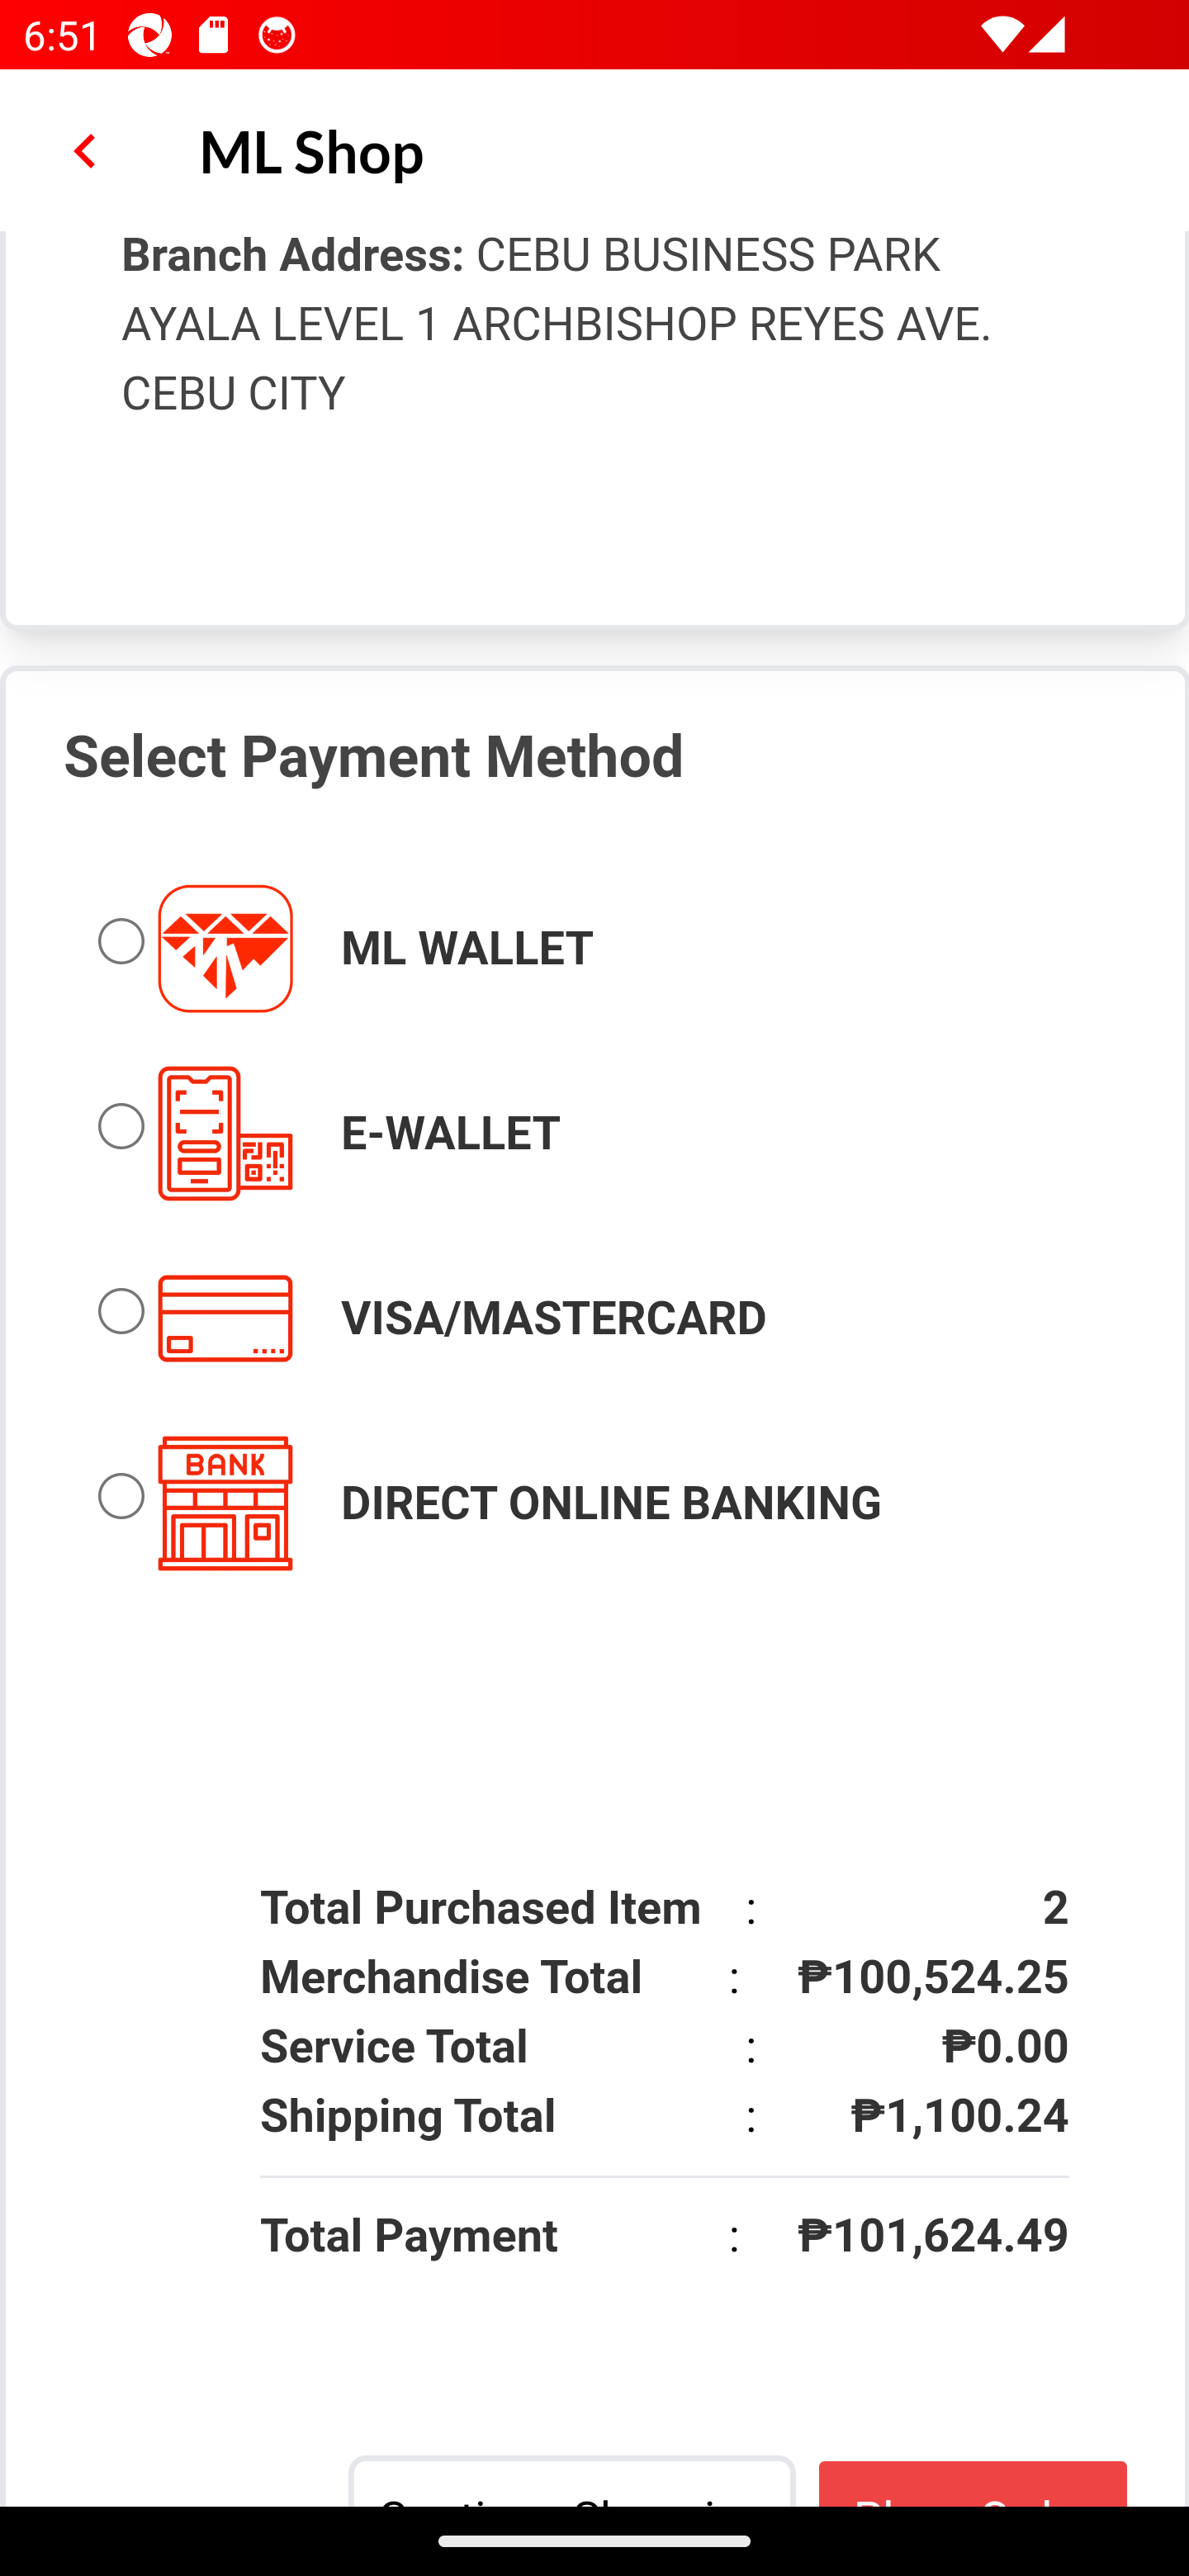 6:51
ML Shop
Branch Address: CEBU BUSINESS PARK
AYALA LEVEL 1 ARCHBISHOP REYES AVE.
CEBU CITY
Select Payment Method
ML WALLET
E-WALLET
VISA/MASTERCARD
BANK
DIRECT ONLINE BANKING
Total Purchased Item : 2
Merchandise Total : ₱100,524.25
Service Total : ₱0.00
Shipping Total : ₱1,100.24
Total Payment : ₱101,624.49